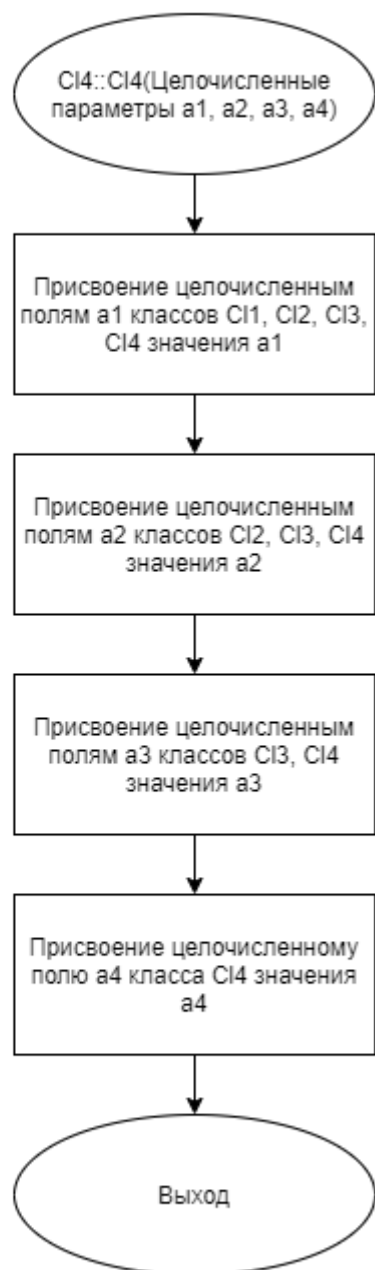 Cl4::Cl4(Целочисленные
параметры a1, a2, a3, a4)
Присвоение целочисленным
полям a1 классов Cl1, Cl2, Cl3,
Cl4 значения a1
Присвоение целочисленным
полям a2 классов Cl2, Cl3, Cl4
значения a2
Присвоение целочисленным
полям a3 классов Cl3, Cl4
значения a3
Присвоение целочисленному
полю a4 класса Cl4 значения
a4
Выход